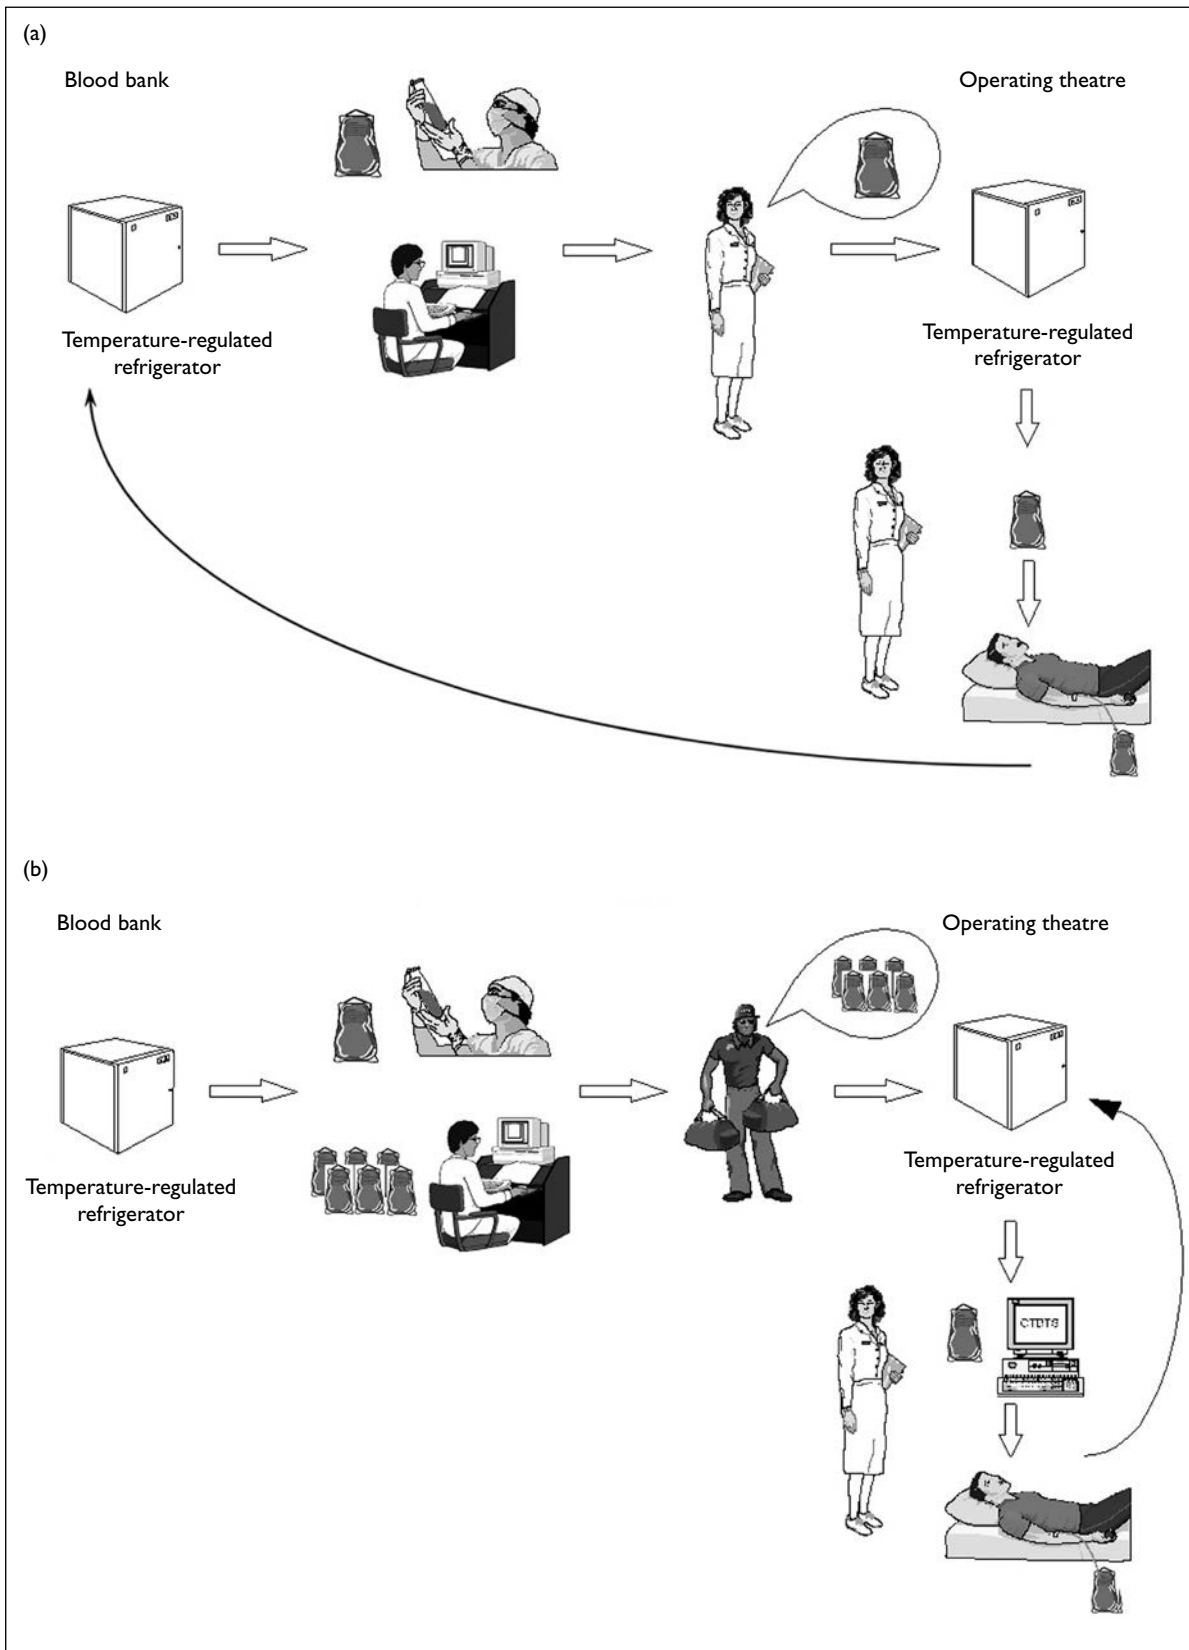 (a)
Blood bank
Operating theatre
Temperature-regulated
refrigerator
Temperature-regulated
refrigerator
(b)
Blood bank
Operating theatre
Temperature-regulated
refrigerator
Temperature-regulated
refrigerator